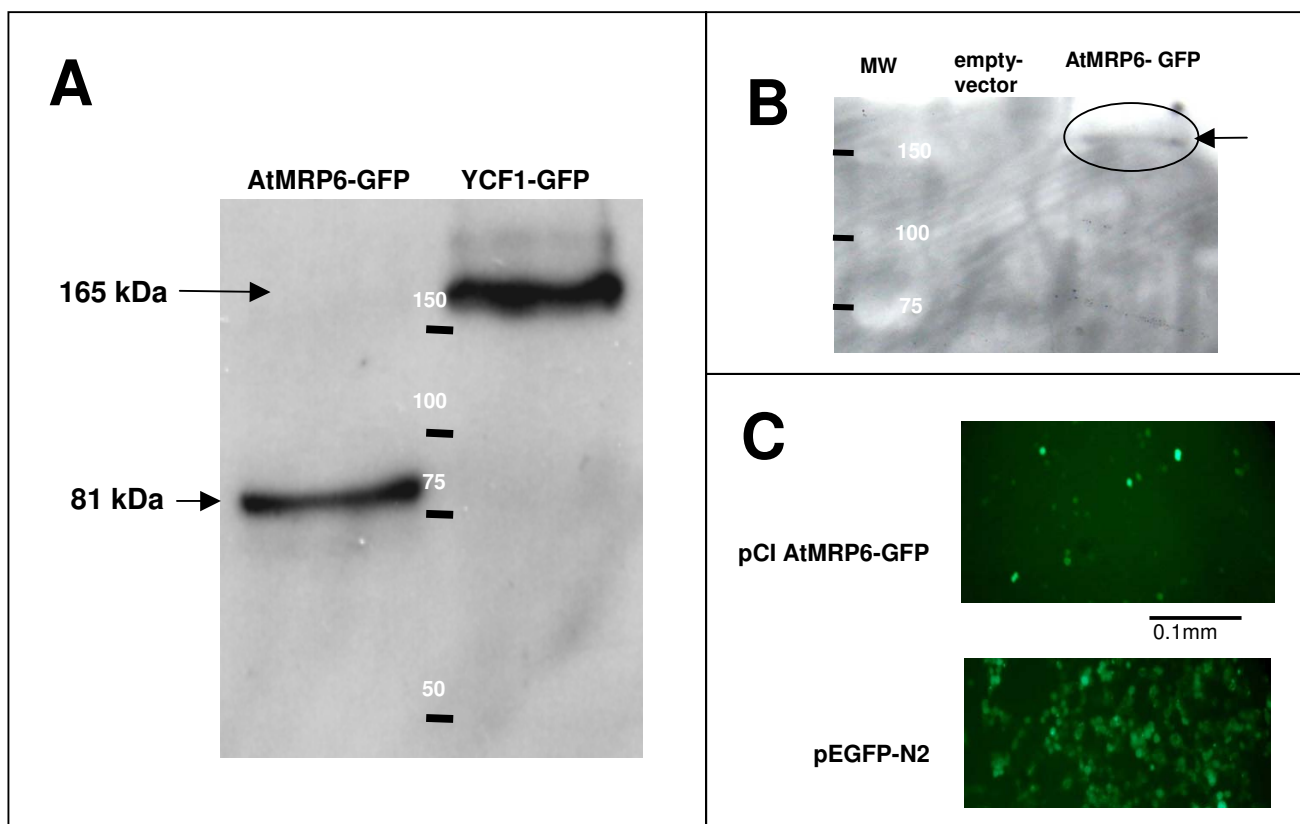 A
AtMRP6-GFP YCF1-GFP
165 kDa
150
100
81 kDa
75
50
B
MW
empty-
vector
AtMRP6- GFP
150
100
75
C
pCI AtMRP6-GFP
0.1mm
pEGFP-N2